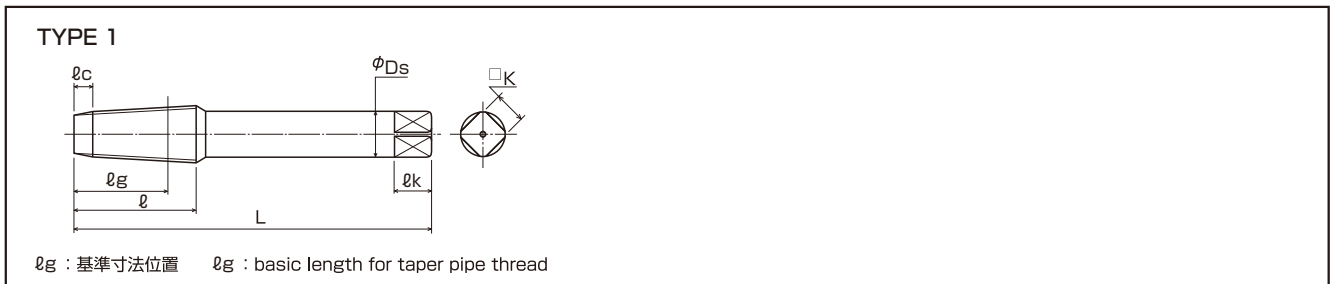 TYPE 1
ℓc
φDs
□K
ℓg
ℓk
ℓ
L
ℓg：基準寸法位置 ℓg：basic length for taper pipe thread